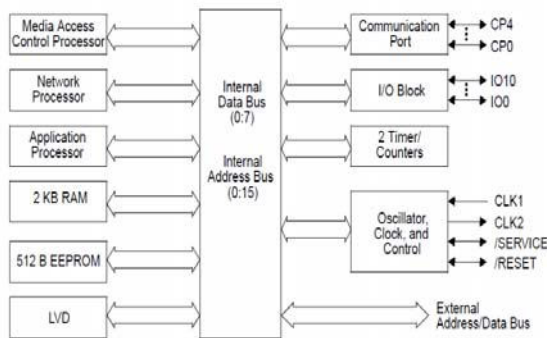 Media Access
Control Processor
Network
Processor
Application
Processor
2 KB RAM
512 B EEPROM
LVD
Internal
Data Bus
(0:7)
Internal
Address Bus
(0:15)
Communication
Port
I/O Block
2 Timer/
Counters
Oscillator,
Clock, and
Control
External
Address/Data Bus
CP4
CP0
IO10
IO0
CLK1
CLK2
/SERVICE
/RESET